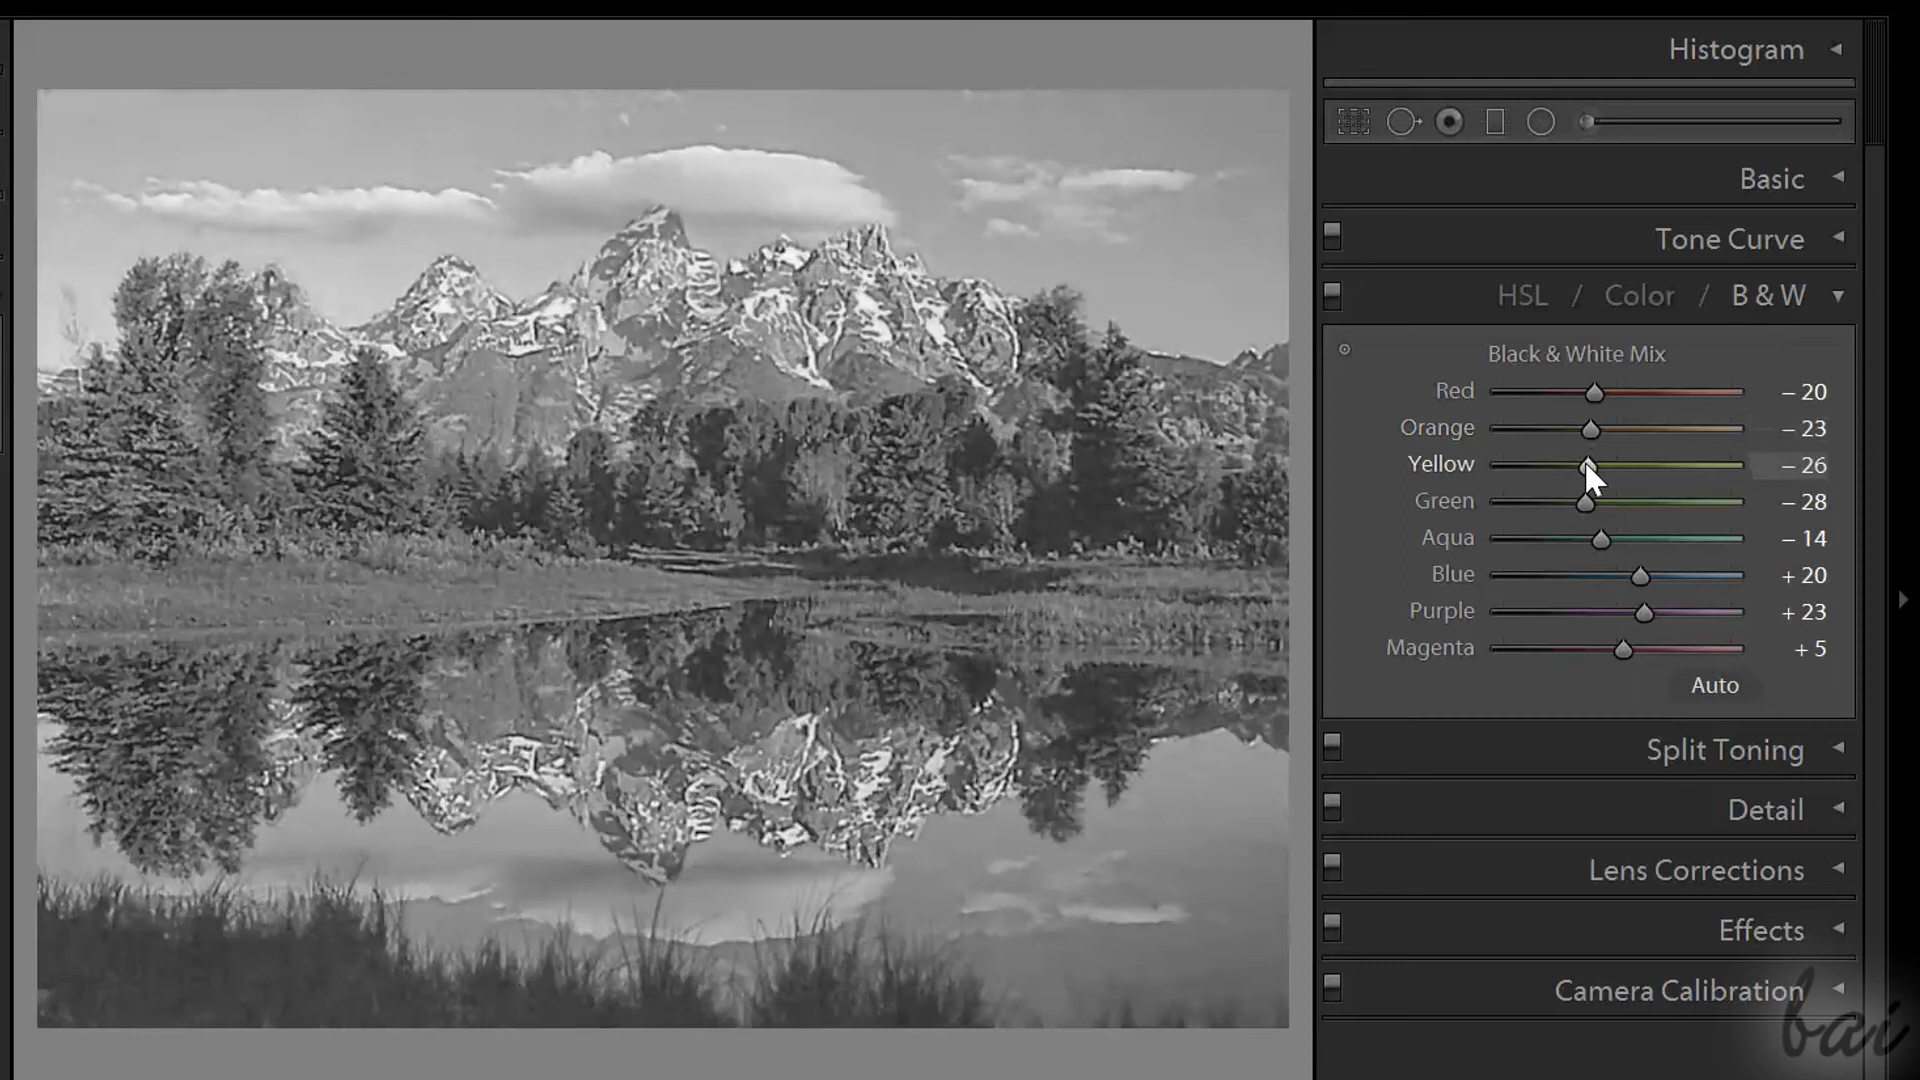 Histogram
Basic
Tone Curve
HSL / Color / B & W
Black & White Mix
Red – 20
Orange – 23
Yellow – 26
Green – 28
Aqua – 14
Blue + 20
Purple + 23
Magenta + 5
Auto
Split Toning
Detail
Lens Corrections
Effects
Camera Calibration
bai